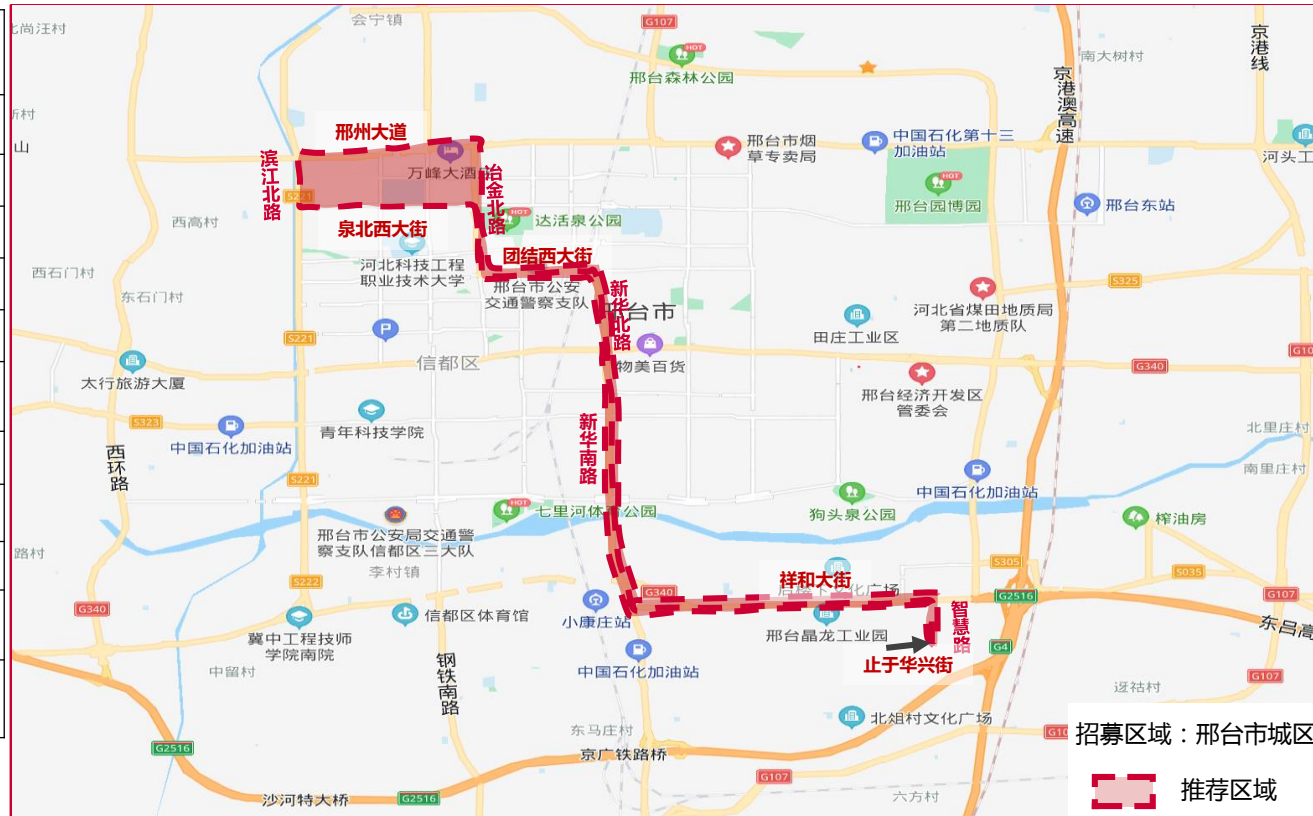 会宁镇
G107
京港线
尚汪村
南大树村
HOT
邢台森林公园
京港澳高速
新村
邢州大道
邢台市烟
草专卖局
中国石化第十三
加油站
山
河头工
滨江北路
万峰大酒
冶金北路
HOT
邢台园博园
S221
邢台东站
西高村
泉北西大街
HOT
达活泉公园
河北科技工程
职业技术大学
团结西大街
西石门村
东石门村
邢台市公安
交通警察支队
S325
新华北路
邢台市
河北省煤田地质局
第二地质队
P
田庄工业区
S221
信都区
物美百货
G340
G10
太行旅游大厦
邢台经济开发区
管委会
S323
青年科技学院
新华南路
中国石化加油站
北里庄村
西环路
南里庄村
S221
中国石化加油站
HOT
七里河体育公园
狗头泉公园
榨油房
邢台市公安局交通警
察支队信都区三大队
路村
李村镇
S305
S035
S222
祥和大街
G340
G340
G2516
G107
信都区体育馆
小康庄站
智慧路
东吕高
冀中工程技师
学院南院
邢台晶龙工业园
G4
止于华兴街
中留村
钢铁南路
中国石化加油站
G107
逯祜村
北俎村文化广场
东马庄村
G10
招募区域：邢台市城区
G2516
京广铁路桥
G107
推荐区域
沙河特大桥
G2516
六方村